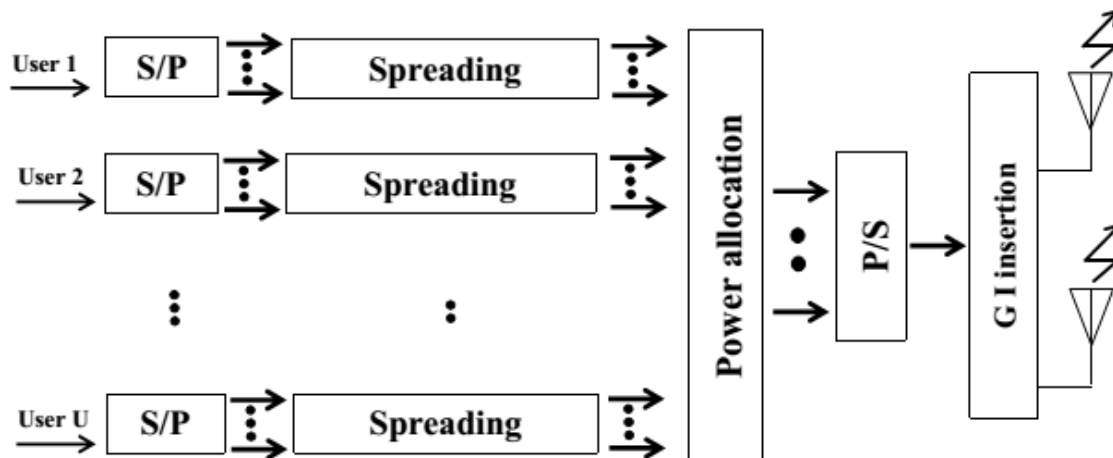 User 1
S/P
Spreading
User 2
S/P
Spreading
User U
S/P
Spreading
Power allocation
P/S
G I insertion